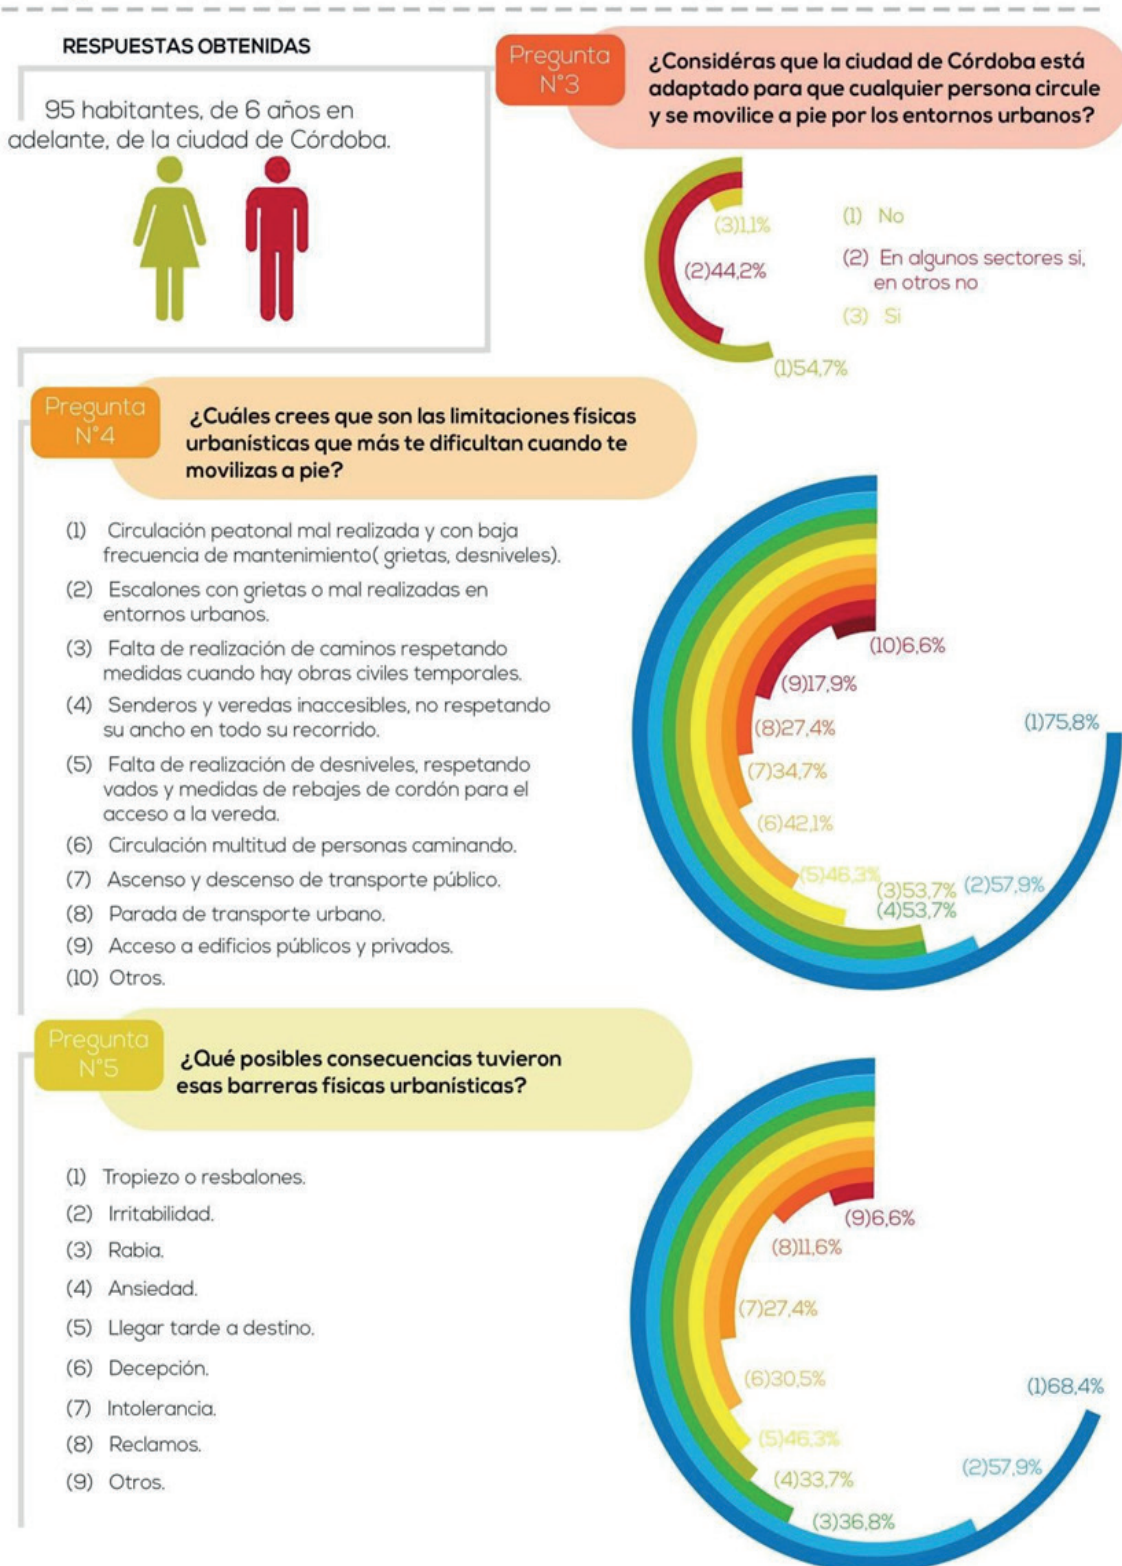 RESPUESTAS OBTENIDAS
95 habitantes, de 6 años en
adelante, de la ciudad de Córdoba.
Pregunta
N°3
¿Consideras que la ciudad de Córdoba está
adaptado para que cualquier persona circule
y se movilice a pie por los entornos urbanos?
(3)1,1%
(2)44,2%
(1)54,7%
(1) No
(2) En algunos sectores si,
en otros no
(3) Si
Pregunta
N°4
¿Cuáles crees que son las limitaciones físicas
urbanísticas que más te dificultan cuando te
movilizas a pie?
(1) Circulación peatonal mal realizada y con baja
frecuencia de mantenimiento( grietas, desniveles).
(2) Escalones con grietas o mal realizadas en
entornos urbanos.
(3) Falta de realización de caminos respetando
medidas cuando hay obras civiles temporales.
(4) Senderos y veredas inaccesibles, no respetando
su ancho en todo su recorrido.
(5) Falta de realización de desniveles, respetando
vados y medidas de rebajes de cordón para el
acceso a la vereda.
(6) Circulación multitud de personas caminando.
(7) Ascenso y descenso de transporte público.
(8) Parada de transporte urbano.
(9) Acceso a edificios públicos y privados.
(10) Otros.
(10)6,6%
(9)17,9%
(8)27,4%
(1)75,8%
(7)34,7%
(6)42,1%
(5)46,3%
(3)53,7%
(2)57,9%
(4)53,7%
Pregunta
N°5
¿Qué posibles consecuencias tuvieron
esas barreras físicas urbanísticas?
(1) Tropiezo o resbalones.
(2) Irritabilidad.
(3) Rabia.
(4) Ansiedad.
(5) Llegar tarde a destino.
(6) Decepción.
(7) Intolerancia.
(8) Reclamos.
(9) Otros.
(9)6,6%
(8)11,6%
(7)27,4%
(6)30,5%
(1)68,4%
(5)46,3%
(2)57,9%
(4)33,7%
(3)36,8%